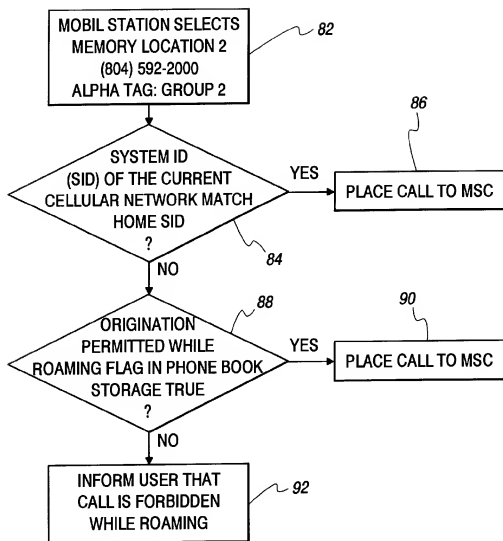 MOBIL STATION SELECTS
MEMORY LOCATION 2
(804) 592-2000
ALPHA TAG: GROUP 2
82
SYSTEM ID
(SID) OF THE CURRENT
CELLULAR NETWORK MATCH
HOME SID
?
84
YES
86
PLACE CALL TO MSC
NO
88
ORIGINATION
PERMITTED WHILE
ROAMING FLAG IN PHONE BOOK
STORAGE TRUE
?
YES
90
PLACE CALL TO MSC
NO
INFORM USER THAT
CALL IS FORBIDDEN
WHILE ROAMING
92